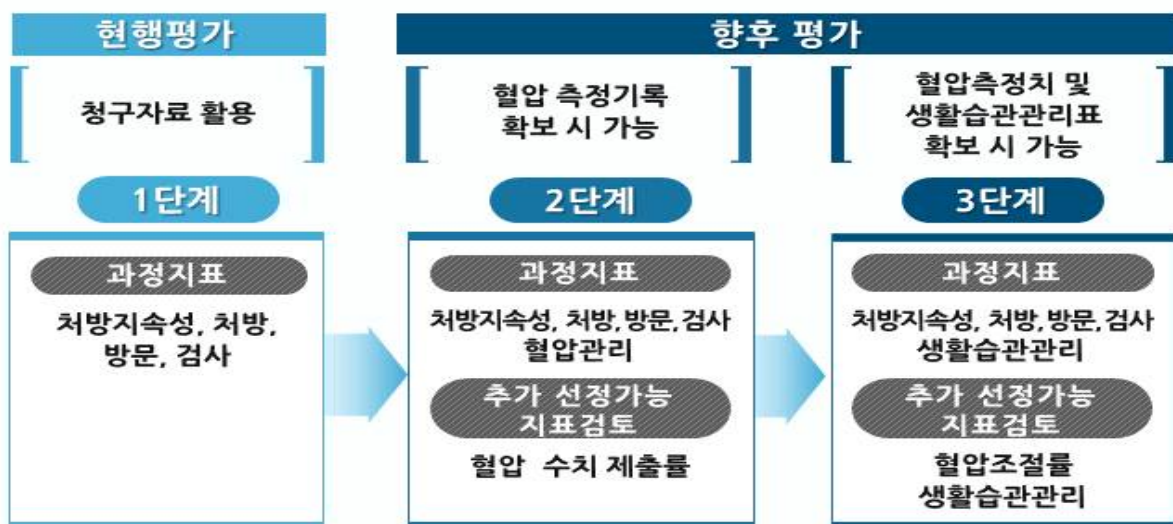 현행평가
향후 평가
청구자료 활용
혈압 측정기록
확보 시 가능
혈압측정치 및
생활습관관리표
확보 시 가능
1단계
2단계
3단계
과정지표
처방지속성, 처방,
방문, 검사
과정지표
처방지속성, 처방,방문,검사
혈압관리
추가 선정가능
지표검토
혈압 수치 제출률
과정지표
처방지속성, 처방,방문,검사
생활습관관리
추가 선정가능
지표검토
혈압조절률
생활습관관리